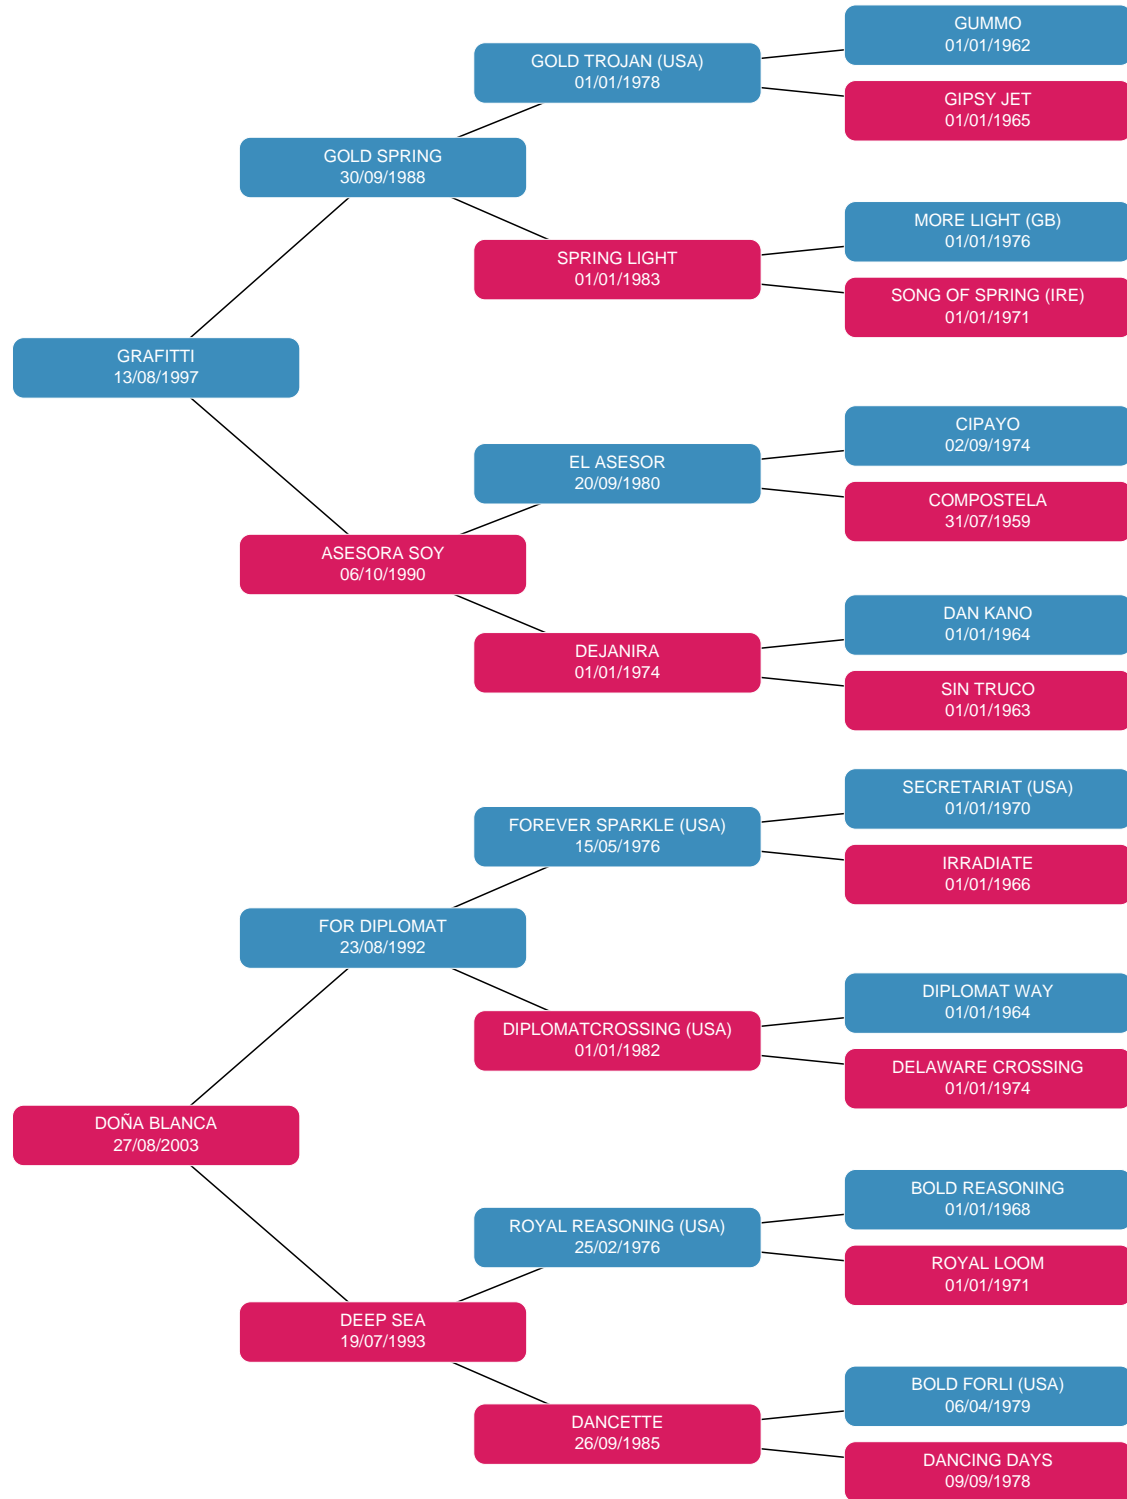 GUMMO
01/01/1962
GOLD TROJAN (USA)
01/01/1978
GIPSY JET
01/01/1965
GOLD SPRING
30/09/1988
MORE LIGHT (GB)
01/01/1976
SPRING LIGHT
01/01/1983
SONG OF SPRING (IRE)
01/01/1971
GRAFITTI
13/08/1997
CIPAYO
02/09/1974
EL ASESOR
20/09/1980
COMPOSTELA
31/07/1959
ASESORA SOY
06/10/1990
DAN KANO
01/01/1964
DEJANIRA
01/01/1974
SIN TRUCO
01/01/1963
SECRETARIAT (USA)
01/01/1970
FOREVER SPARKLE (USA)
15/05/1976
IRRADIATE
01/01/1966
FOR DIPLOMAT
23/08/1992
DIPLOMAT WAY
01/01/1964
DIPLOMATCROSSING (USA)
01/01/1982
DELAWARE CROSSING
01/01/1974
DOÑA BLANCA
27/08/2003
BOLD REASONING
01/01/1968
ROYAL REASONING (USA)
25/02/1976
ROYAL LOOM
01/01/1971
DEEP SEA
19/07/1993
BOLD FORLI (USA)
06/04/1979
DANCETTE
26/09/1985
DANCING DAYS
09/09/1978